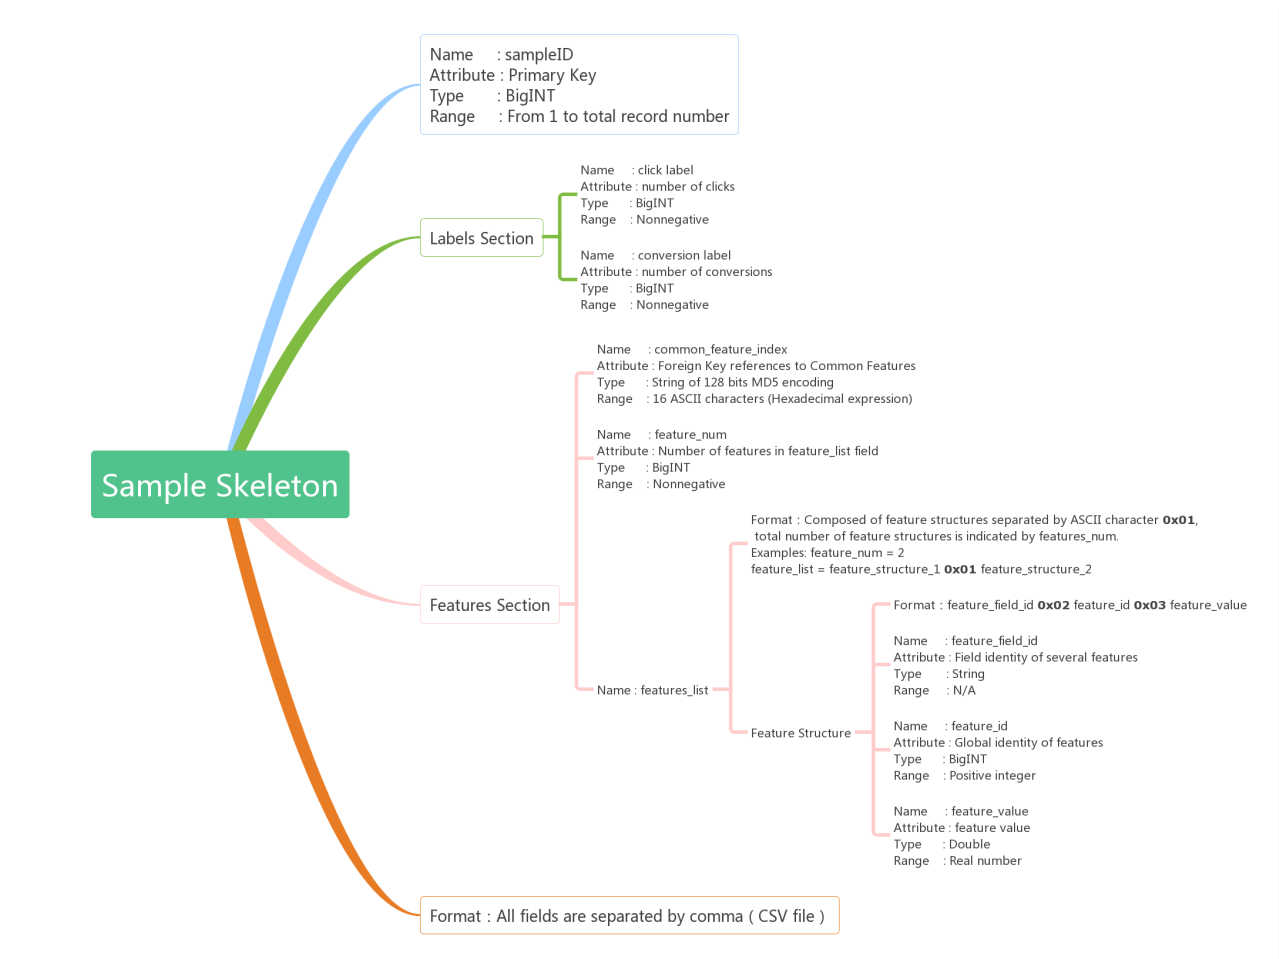 Name : sampleID
Attribute : Primary Key
Type : BigINT
Range : From 1 to total record number
Name : click label
Attribute : number of clicks
Type : BigINT
Range : Nonnegative
Labels Section
Name : conversion label
Attribute : number of conversions
Type : BigINT
Range : Nonnegative
Name : common_feature_index
Attribute : Foreign Key references to Common Features
Type : String of 128 bits MD5 encoding
Range : 16 ASCII characters (Hexadecimal expression)
Name : feature_num
Attribute : Number of features in feature_list field
Type : BigINT
Range : Nonnegative
Sample Skeleton
Format : Composed of feature structures separated by ASCII character 0x01,
total number of feature structures is indicated by features_num.
Examples: feature_num = 2
feature_list = feature_structure_1 0x01 feature_structure_2
Features Section
Format : feature_field_id 0x02 feature_id 0x03 feature_value
Name : feature_field_id
Attribute : Field identity of several features
Type : String
Range : N/A
Name : features_list
Feature Structure
Name : feature_id
Attribute : Global identity of features
Type : BigINT
Range : Positive integer
Name : feature_value
Attribute : feature value
Type : Double
Range : Real number
Format : All fields are separated by comma ( CSV file )